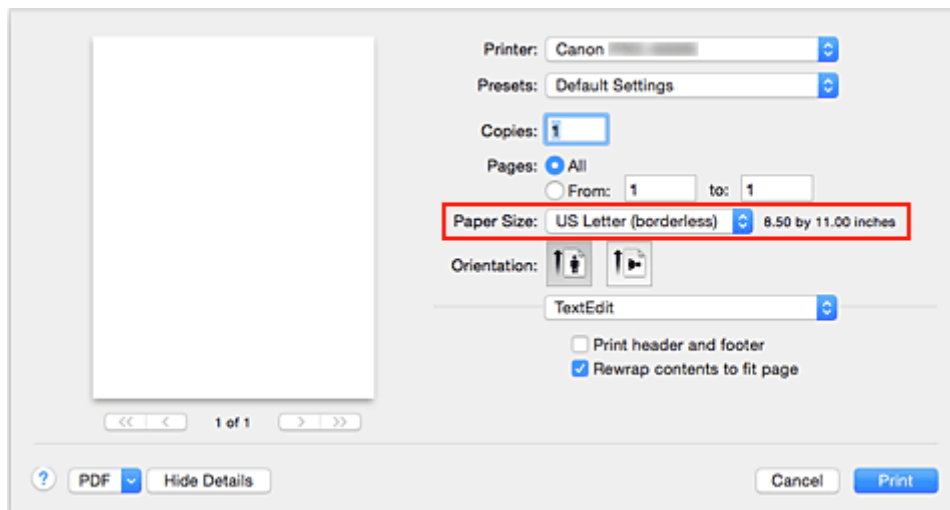 Printer: Canon
Presets: Default Settings
Copies: 1
Pages: All
From: 1 to: 1
Paper Size: US Letter (borderless) 8.50 by 11.00 inches
Orientation:
TextEdit
Print header and footer
Rewrap contents to fit page
<< < 1 of 1 > >>
? PDF Hide Details Cancel Print